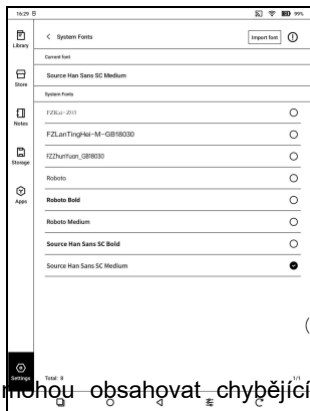 16:29
99%
Library
System Fonts
Import font
Current font
Source Han Sans SC Medium
Store
System Fonts
FZKai-Z03
Notes
FZLanTingHei-M-GB18030
FZZhunYuan_GB18030
Storage
Roboto
Apps
Roboto Bold
Roboto Medium
Source Han Sans SC Bold
Source Han Sans SC Medium
Settings
Total: 8
1/1
mohou obsahovat chybějící